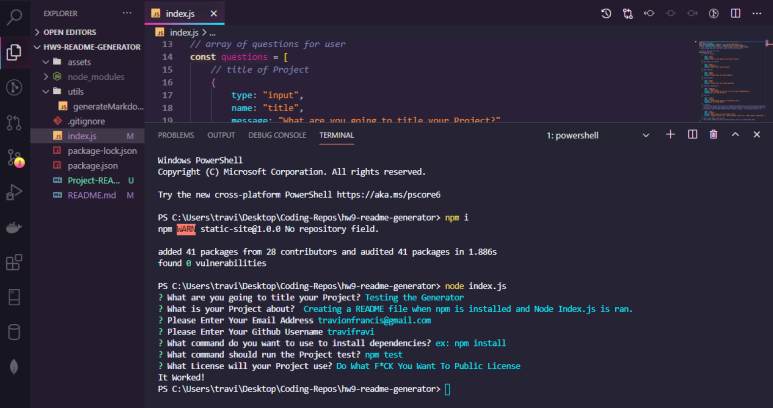 EXPLORER
index.js
OPEN EDITORS
HW9-README-GENERATOR
assets
node_modules
utils
generateMarkdo...
.gitignore
index.js M
package-lock.json
package.json
Project-REA... U
README.md M
index.js > ...
13 // array of questions for user
14 const questions = [
15 // title of Project
16 {
17 type: "input",
18 name: "title",
19 message: "What are you going to title your Project?"
PROBLEMS OUTPUT DEBUG CONSOLE TERMINAL 1: powershell
Windows PowerShell
Copyright (C) Microsoft Corporation. All rights reserved.
Try the new cross-platform PowerShell https://aka.ms/pscore6
PS C:\Users\travi\Desktop\Coding-Repos\hw9-readme-generator> npm i
npm WARN static-site@1.0.0 No repository field.
added 41 packages from 28 contributors and audited 41 packages in 1.886s
found 0 vulnerabilities
PS C:\Users\travi\Desktop\Coding-Repos\hw9-readme-generator> node index.js
? What are you going to title your Project? Testing the Generator
? What is your Project about? Creating a README file when npm is installed and Node Index.js is ran.
? Please Enter Your Email Address travionfrancis@gmail.com
? Please Enter Your Github Username travifravi
? What command do you want to use to install dependencies? ex: npm install
? What command should run the Project test? npm test
? What License will your Project use? Do What F*CK You Want To Public License
It Worked!
PS C:\Users\travi\Desktop\Coding-Repos\hw9-readme-generator>